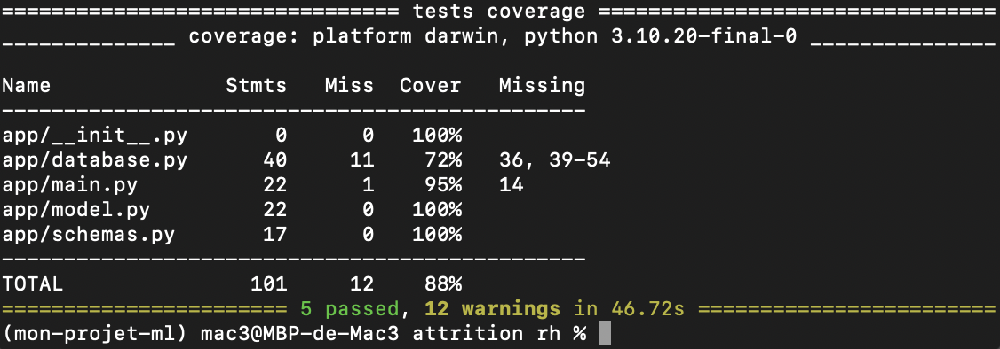 ================================ tests coverage ================================
______________ coverage: platform darwin, python 3.10.20-final-0 _______________
Name              Stmts   Miss  Cover   Missing
-----------------------------------------------
app/__init__.py       0      0   100%
app/database.py      40     11    72%   36, 39-54
app/main.py          22      1    95%   14
app/model.py         22      0   100%
app/schemas.py       17      0   100%
-----------------------------------------------
TOTAL               101     12    88%
======================= 5 passed, 12 warnings in 46.72s ========================
(mon-projet-ml) mac3@MBP-de-Mac3 attrition rh %